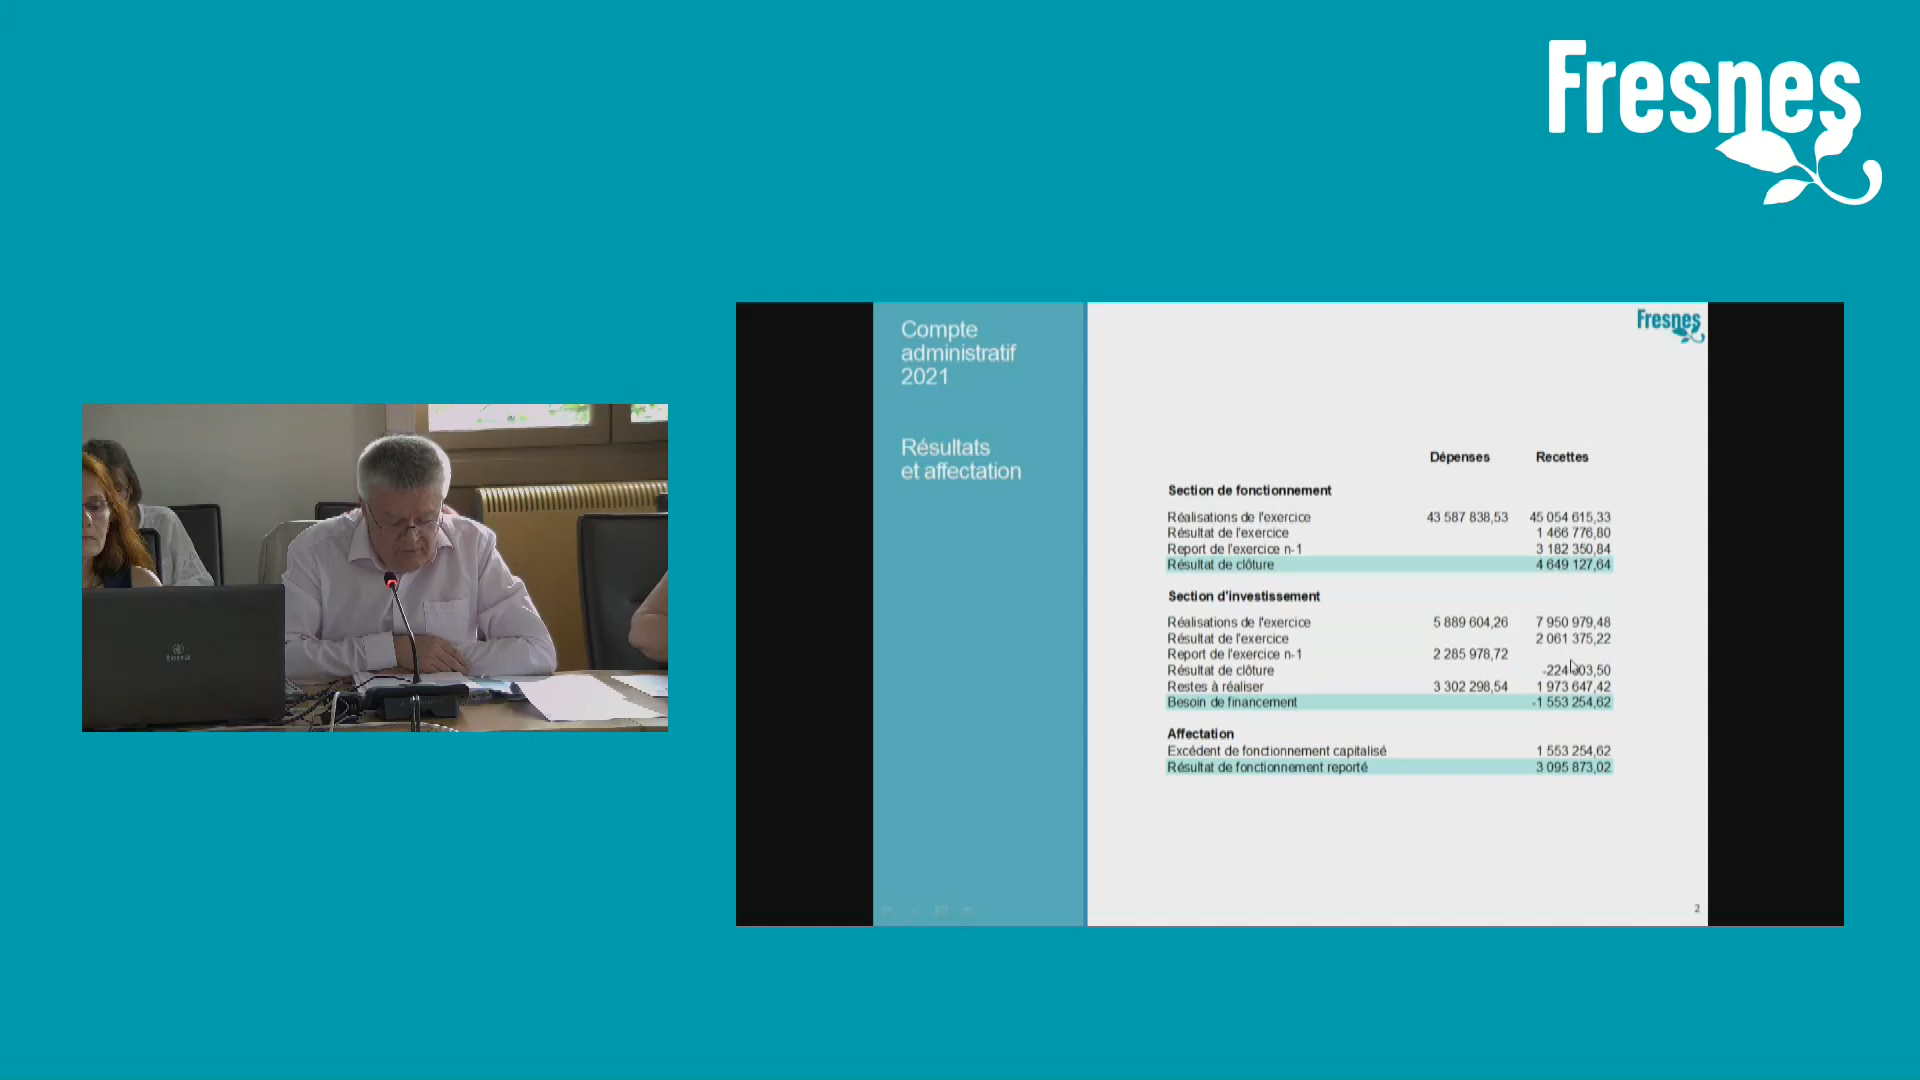 Fresnes
Compte
administratif
2021
Résultats
et affectation
Fresnes
Dépenses Recettes
Section de fonctionnement
Réalisations de l'exercice 43 587 838,53 45 054 615,33
Résultat de l'exercice 1 466 776,80
Report de l'exercice n-1 3 182 350,84
Résultat de clôture 4 649 127,64
Section d'investissement
Réalisations de l'exercice 5 889 604,26 7 950 979,48
Résultat de l'exercice 2 061 375,22
Report de l'exercice n-1 2 285 978,72
Résultat de clôture
Restes à réaliser 3 302 298,54 1 973 647,42
Besoin de financement -1 553 254,62
Affectation
Excédent de fonctionnement capitalisé 1 553 254,62
Résultat de fonctionnement reporté 3 095 873,02
2
terra